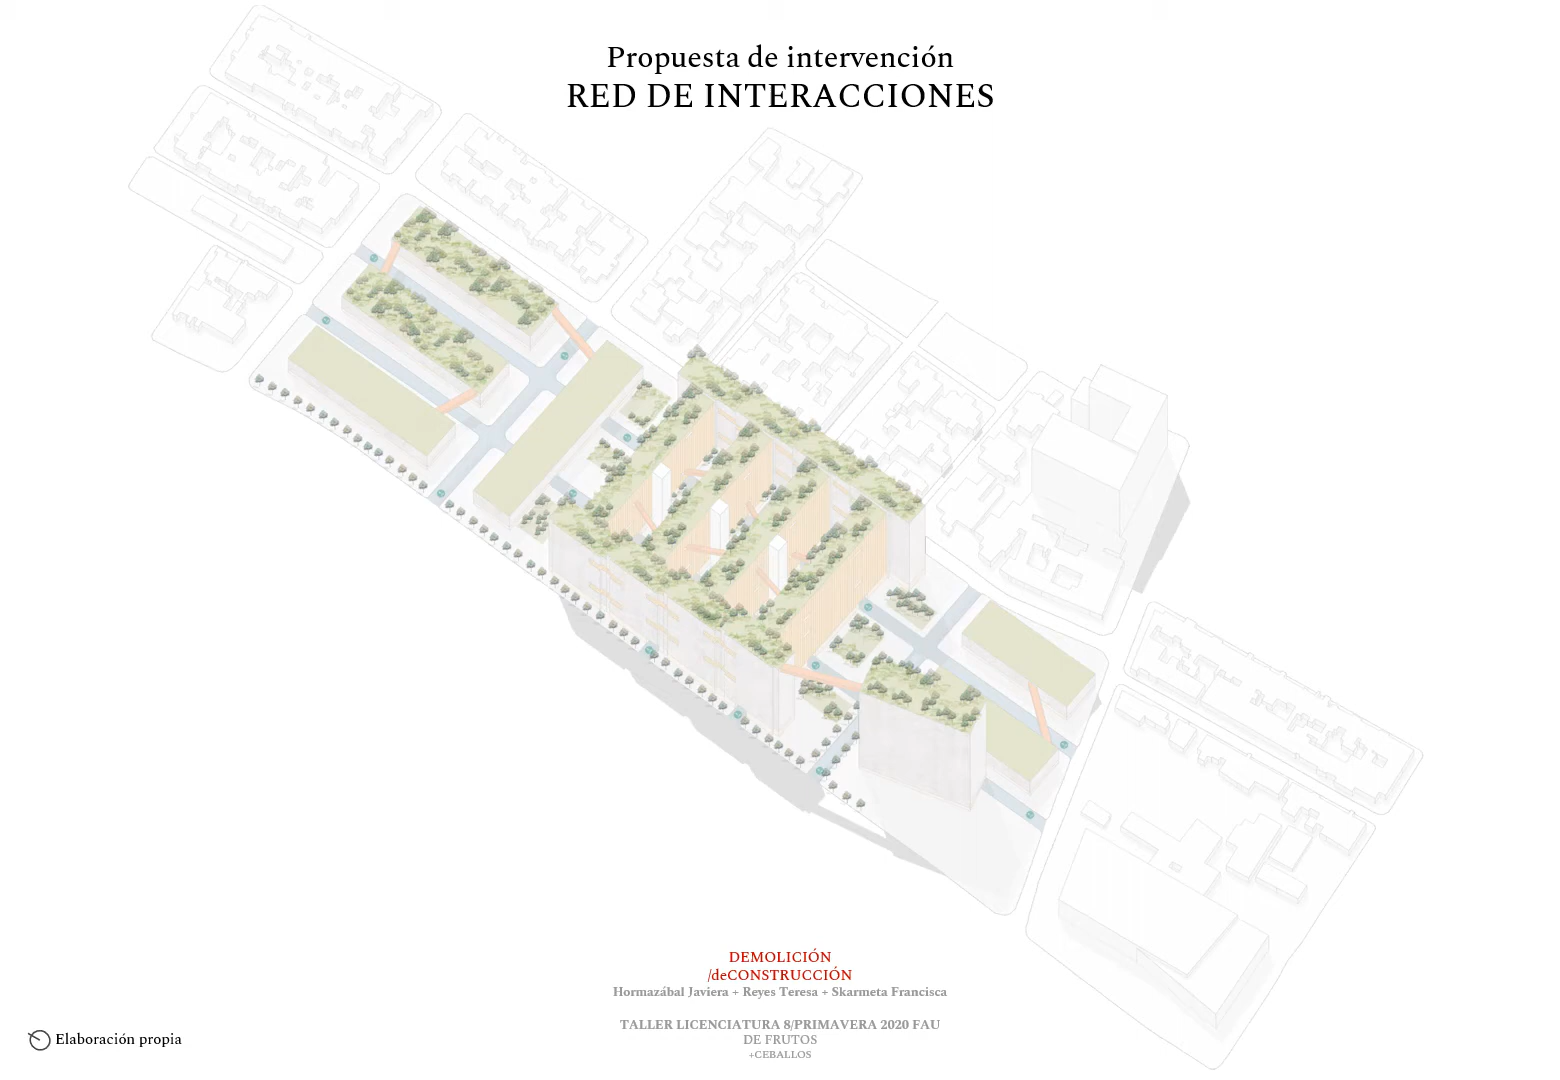 Propuesta de intervención
RED DE INTERACCIONES
DEMOLICIÓN
/deCONSTRUCCIÓN
Hormazábal Javiera + Reyes Teresa + Skarmeta Francisca
TALLER LICENCIATURA 8/PRIMAVERA 2020 FAU
DE FRUTOS
+CEBALLOS
Elaboración propia